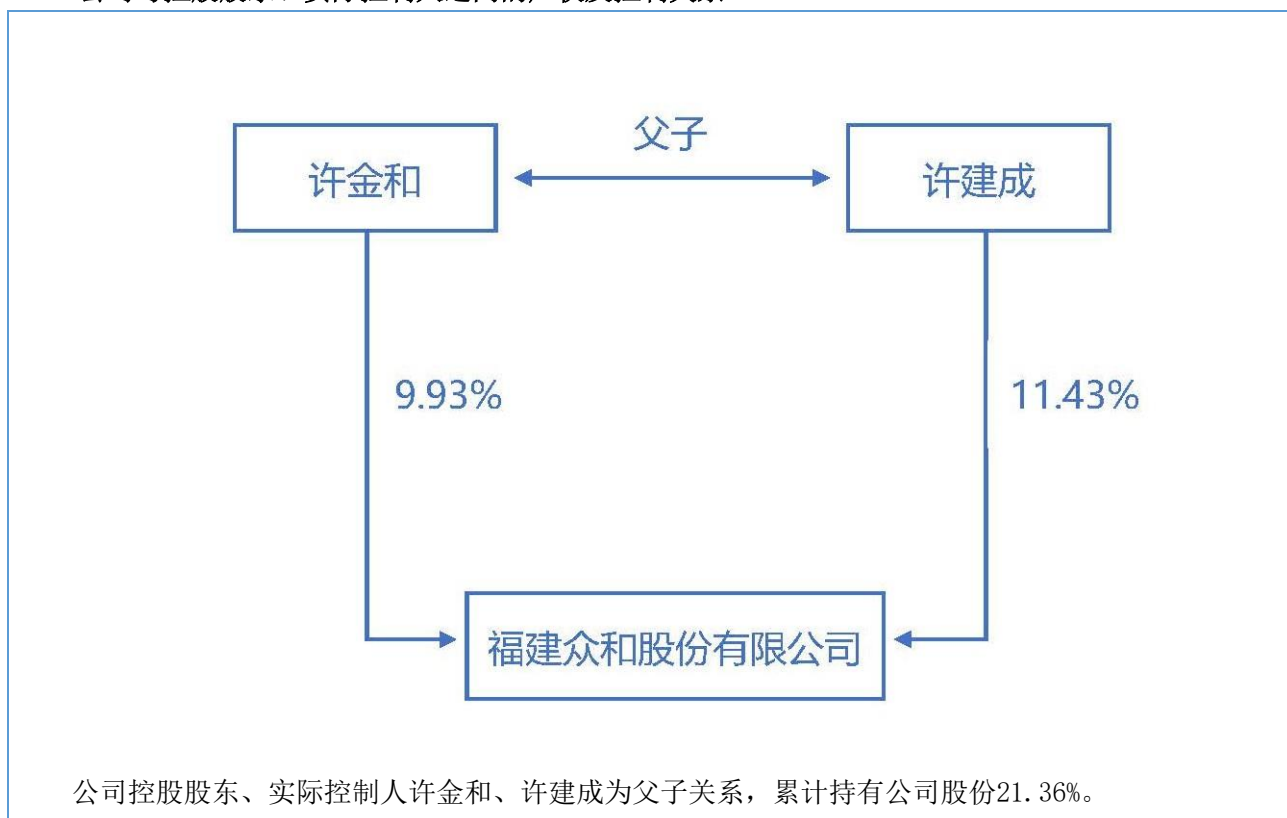 父子
许金和
许建成
9.93%
11.43%
福建众和股份有限公司
公司控股股东、实际控制人许金和、许建成为父子关系，累计持有公司股份21.36%。